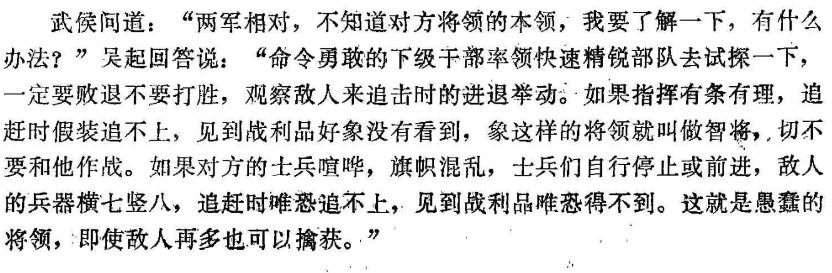 武侯问道：“两军相对，不知道对方将领的本领，我要了解一下，有什么
办法？”吴起回答说：“命令勇敢的下级干部率领快速精锐部队去试探一下，
一定要败退不要打胜，观察敌人来追击时的进退举动。如果指挥有条有理，追
赶时假装追不上，见到战利品好象没有看到，象这样的将领就叫做智将，切不
要和他作战。如果对方的士兵喧哗，旗帜混乱，士兵们自行停止或前进，敌人
的兵器横七竖八，追赶时唯恐追不上，见到战利品唯恐得不到。这就是愚蠢的
将领，即使敌人再多也可以擒获。”